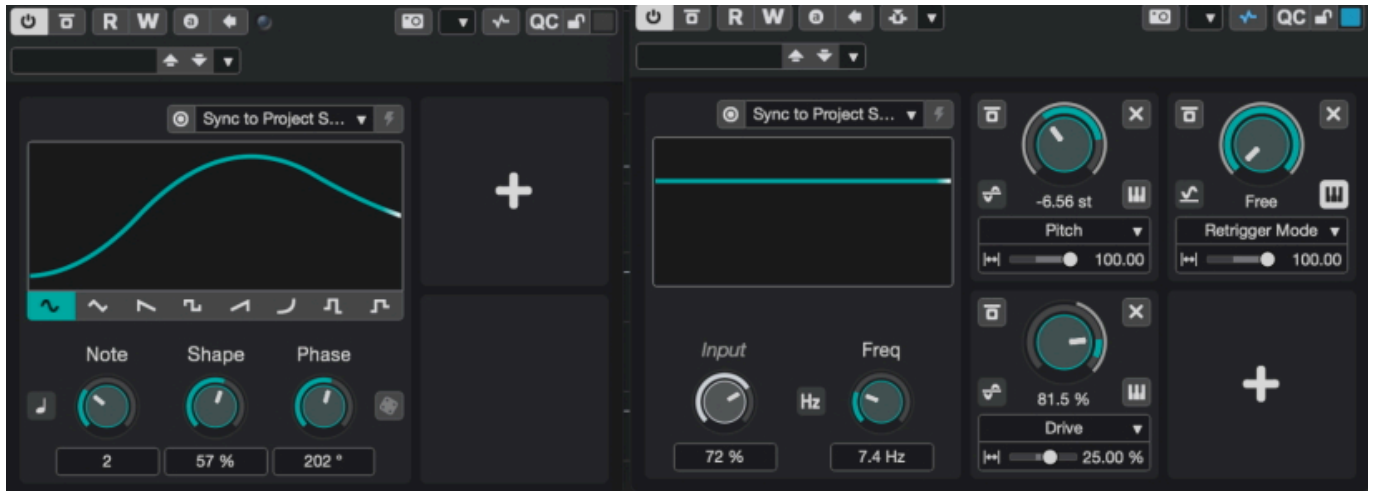 R W a QC
Sync to Project S...
Note Shape Phase
2 57 % 202 °
R W a QC
Sync to Project S...
-6.56 st
Pitch
100.00
Free
Retrigger Mode
100.00
Input Freq
Hz
72 % 7.4 Hz
81.5 %
Drive
25.00 %